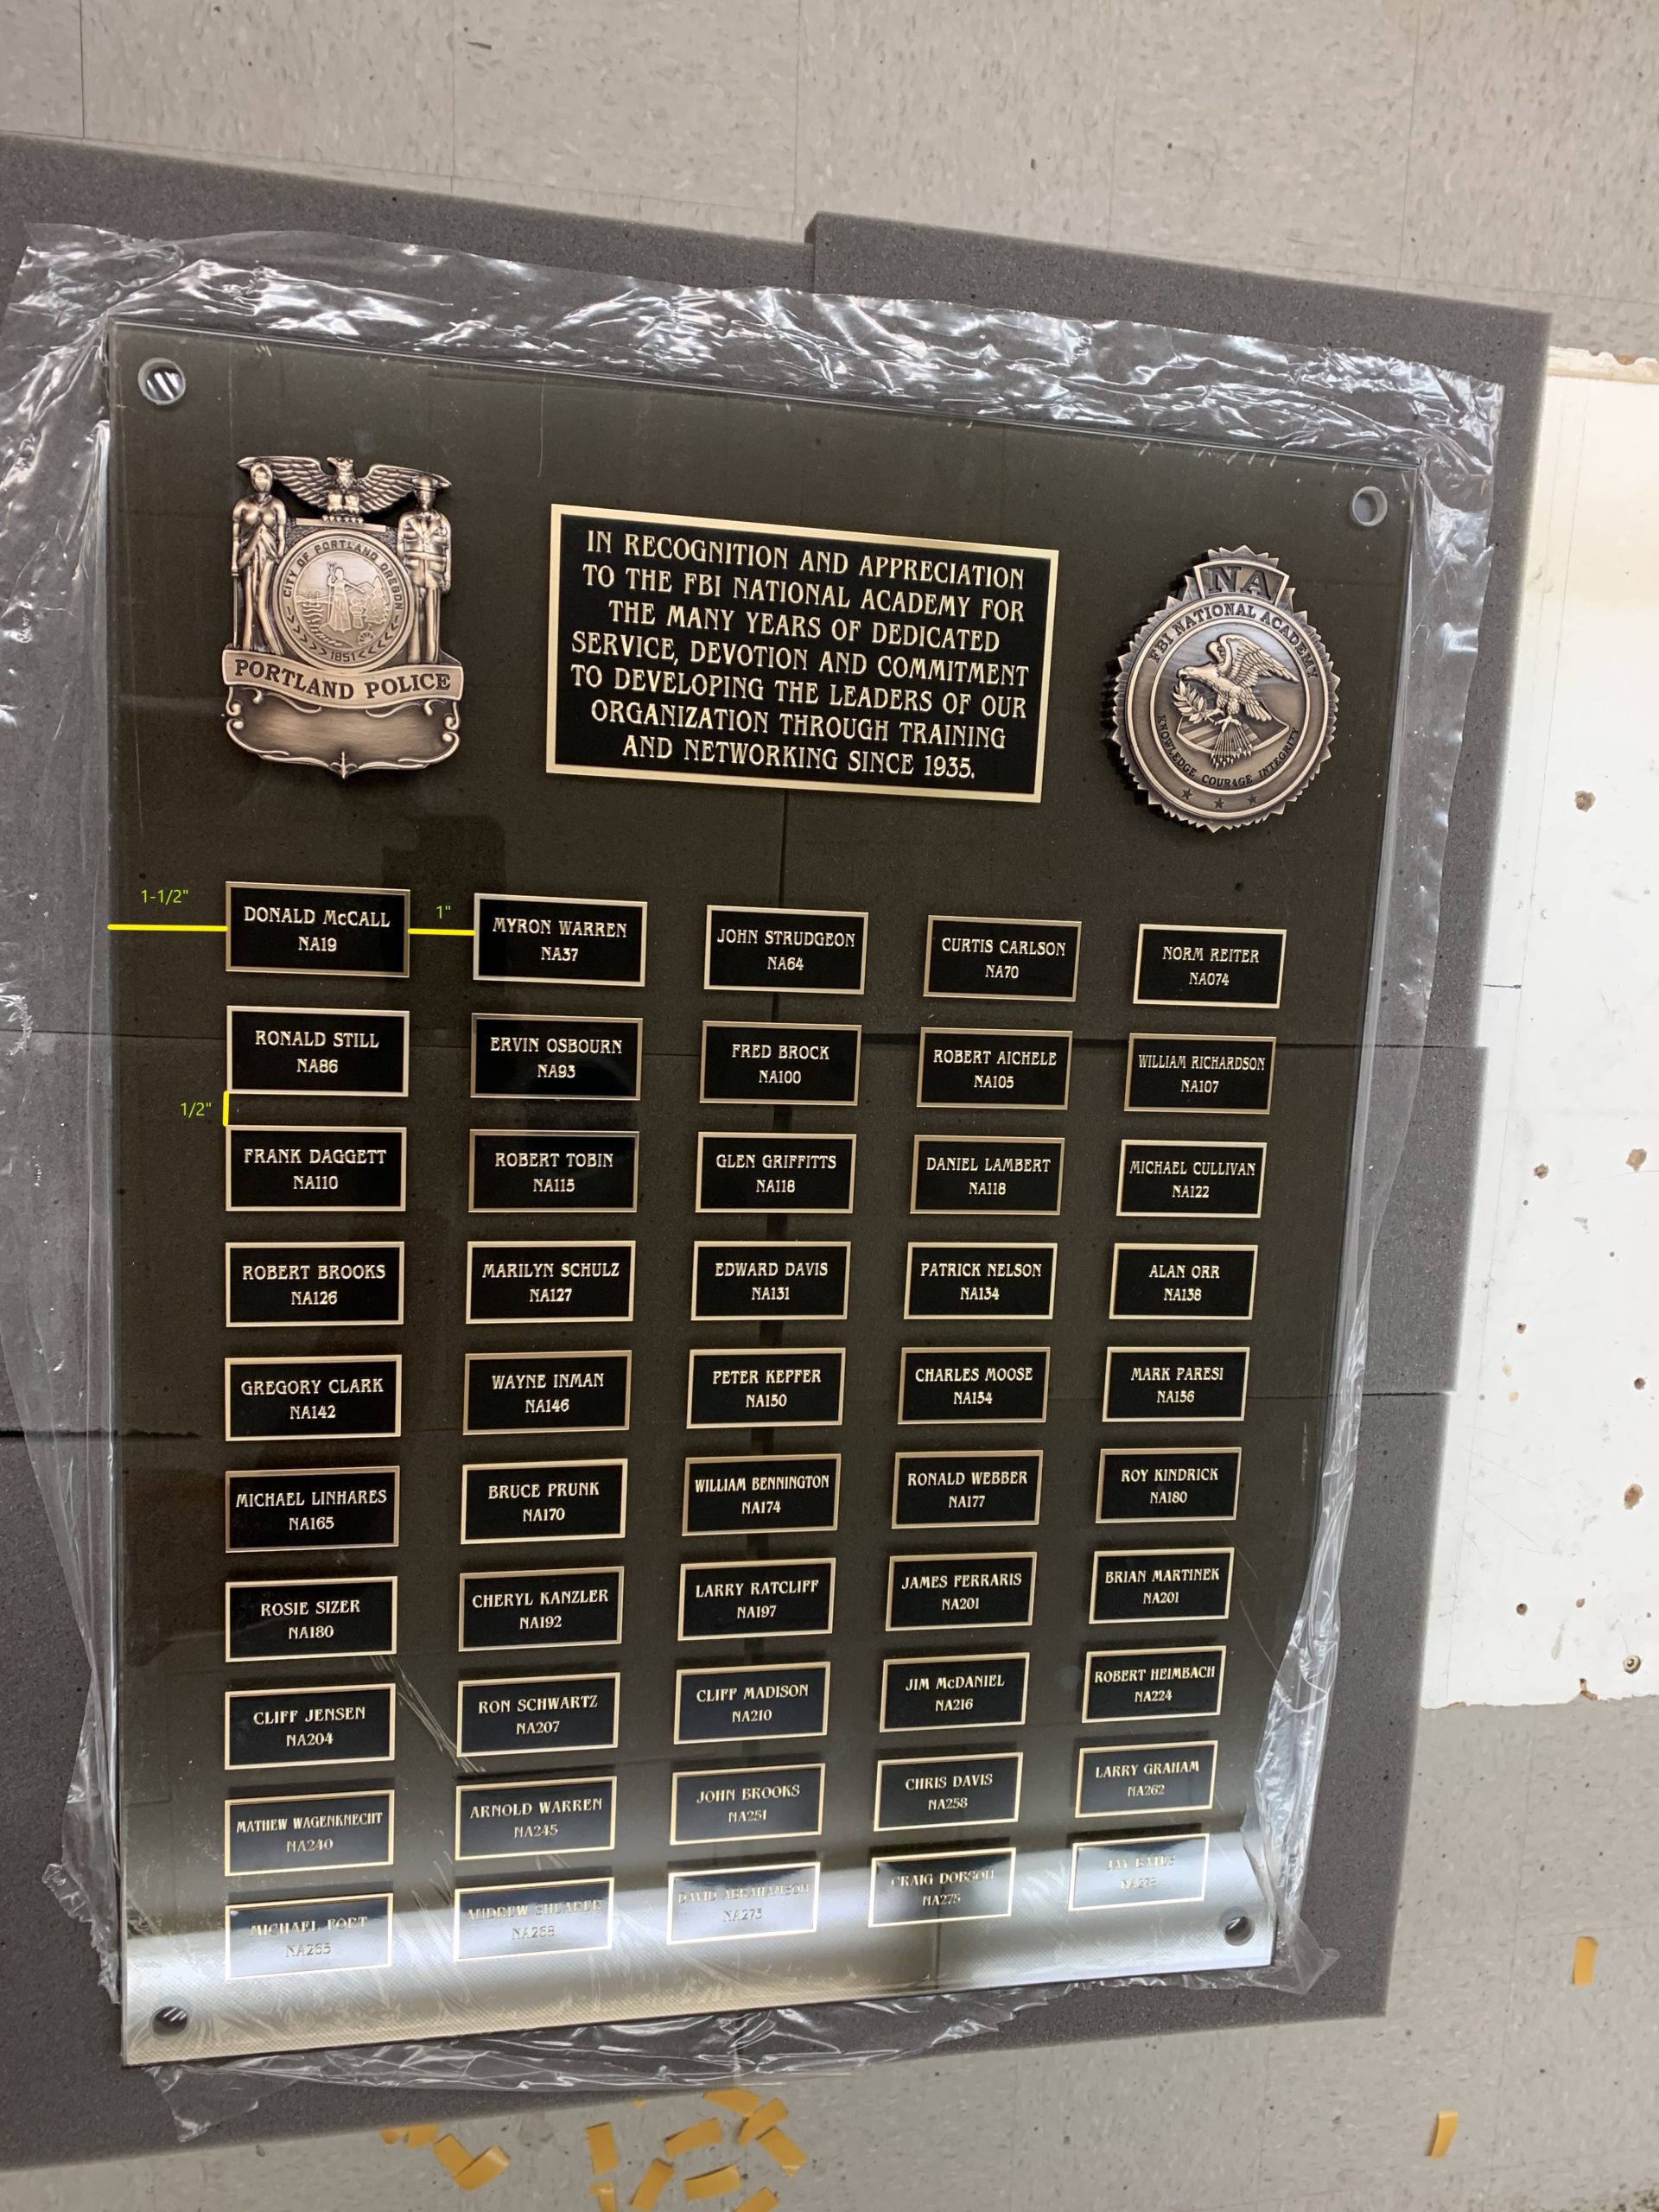 CITY OF PORTLAND OREGON
1851
PORTLAND POLICE
IN RECOGNITION AND APPRECIATION
TO THE FBI NATIONAL ACADEMY FOR
THE MANY YEARS OF DEDICATED
SERVICE, DEVOTION AND COMMITMENT
TO DEVELOPING THE LEADERS OF OUR
ORGANIZATION THROUGH TRAINING
AND NETWORKING SINCE 1935.
NA
FBI NATIONAL ACADEMY
KNOWLEDGE COURAGE INTEGRITY
1-1/2"
1"
1/2"
DONALD McCALL
NA19
MYRON WARREN
NA37
JOHN STRUDGEON
NA64
CURTIS CARLSON
NA70
NORM REITER
NA074
RONALD STILL
NA86
ERVIN OSBOURN
NA93
FRED BROCK
NA100
ROBERT AICHELE
NA105
WILLIAM RICHARDSON
NA107
FRANK DAGGETT
NA110
ROBERT TOBIN
NA115
GLEN GRIFFITTS
NA118
DANIEL LAMBERT
NA118
MICHAEL CULLIVAN
NA122
ROBERT BROOKS
NA126
MARILYN SCHULZ
NA127
EDWARD DAVIS
NA131
PATRICK NELSON
NA134
ALAN ORR
NA138
GREGORY CLARK
NA142
WAYNE INMAN
NA146
PETER KEPFER
NA150
CHARLES MOOSE
NA154
MARK PARESI
NA156
MICHAEL LINHARES
NA165
BRUCE PRUNK
NA170
WILLIAM BENNINGTON
NA174
RONALD WEBBER
NA177
ROY KINDRICK
NA180
ROSIE SIZER
NA180
CHERYL KANZLER
NA192
LARRY RATCLIFF
NA197
JAMES FERRARIS
NA201
BRIAN MARTINEK
NA201
CLIFF JENSEN
NA204
RON SCHWARTZ
NA207
CLIFF MADISON
NA210
JIM McDANIEL
NA216
ROBERT HEIMBACH
NA224
MATHEW WAGENKNECHT
NA240
ARNOLD WARREN
NA245
JOHN BROOKS
NA251
CHRIS DAVIS
NA258
LARRY GRAHAM
NA262
MICHAEL FORT
NA265
ANDREW SHEARER
NA268
DAVID ABRAHAMSON
NA273
CRAIG DOBSON
NA275
JAY